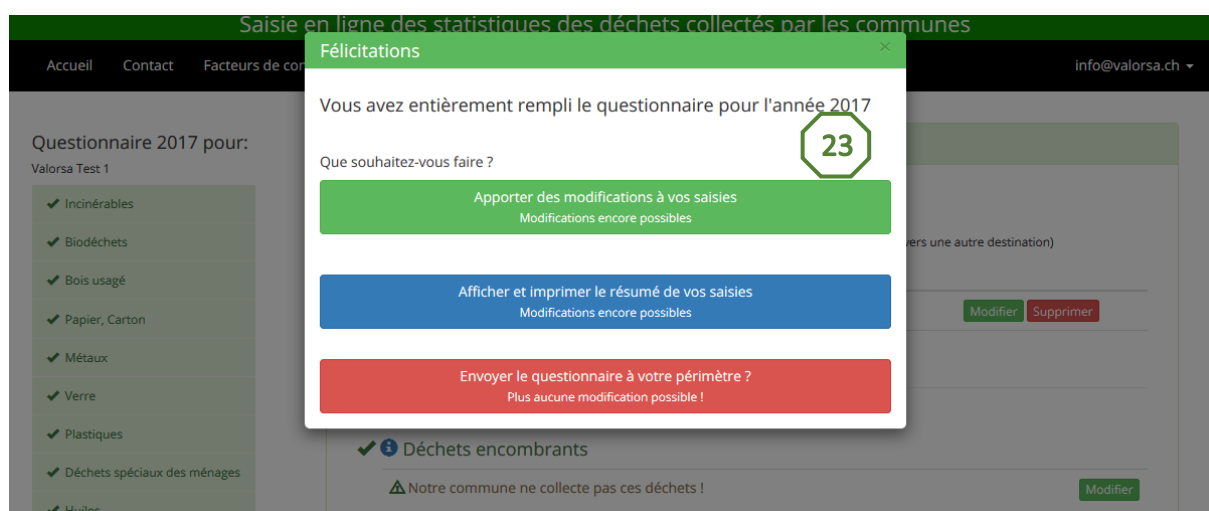 Saisie en ligne des statistiques des déchets collectés par les communes
Félicitations ×
Accueil Contact Facteurs de con
info@valorsa.ch
Vous avez entièrement rempli le questionnaire pour l'année 2017
23
Questionnaire 2017 pour:
Valorsa Test 1
Que souhaitez-vous faire ?
Apporter des modifications à vos saisies
Modifications encore possibles
Incinérables
Biodéchets
vers une autre destination)
Bois usagé
Afficher et imprimer le résumé de vos saisies
Modifications encore possibles
Papier, Carton
Modifier Supprimer
Métaux
Envoyer le questionnaire à votre périmètre ?
Plus aucune modification possible !
Verre
Plastiques
Déchets encombrants
Déchets spéciaux des ménages
Notre commune ne collecte pas ces déchets !
Modifier
Huiles